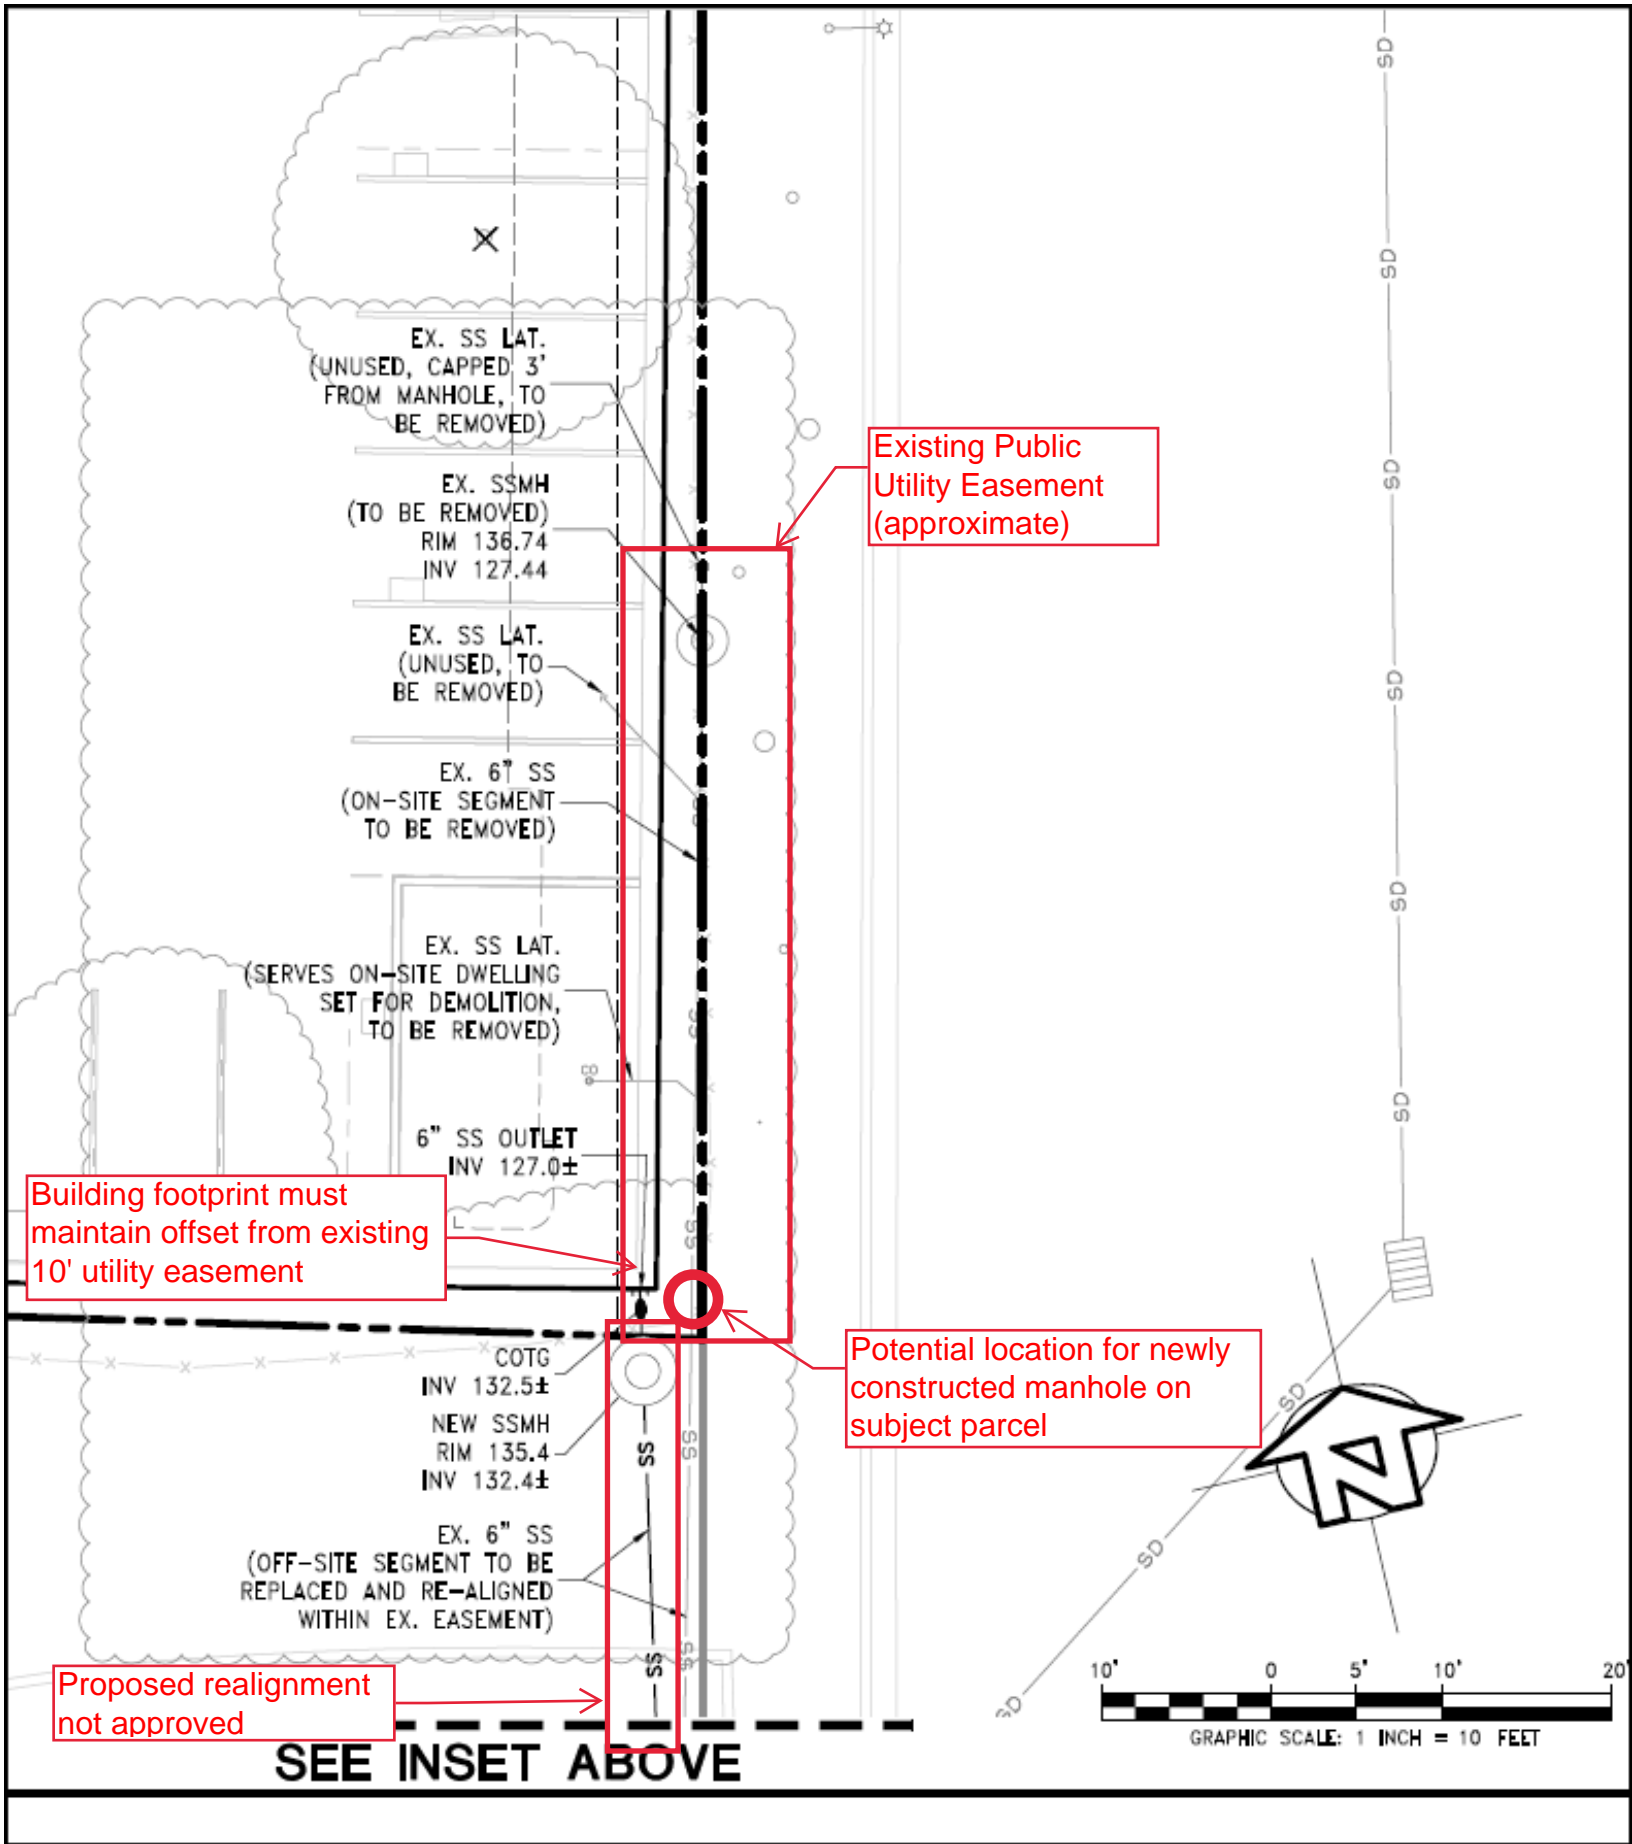 SD
SD
SD
SD
SD
SD
EX. SS LAT.
(UNUSED, CAPPED 3'
FROM MANHOLE, TO
BE REMOVED)
Existing Public
Utility Easement
(approximate)
EX. SSMH
(TO BE REMOVED)
RIM 136.74
INV 127.44
EX. SS LAT.
(UNUSED, TO
BE REMOVED)
EX. 6" SS
(ON-SITE SEGMENT
TO BE REMOVED)
EX. SS LAT.
(SERVES ON-SITE DWELLING
SET FOR DEMOLITION,
TO BE REMOVED)
SS
6" SS OUTLET
INV 127.0±
Building footprint must
maintain offset from existing
10' utility easement
SS
COTG
INV 132.5±
Potential location for newly
constructed manhole on
subject parcel
NEW SSMH
RIM 135.4
INV 132.4±
SS
SS
SD
N
EX. 6" SS
(OFF-SITE SEGMENT TO BE
REPLACED AND RE-ALIGNED
WITHIN EX. EASEMENT)
SD
SS
SS
SD
Proposed realignment
not approved
10' 0 5' 10' 20'
GRAPHIC SCALE: 1 INCH = 10 FEET
SEE INSET ABOVE